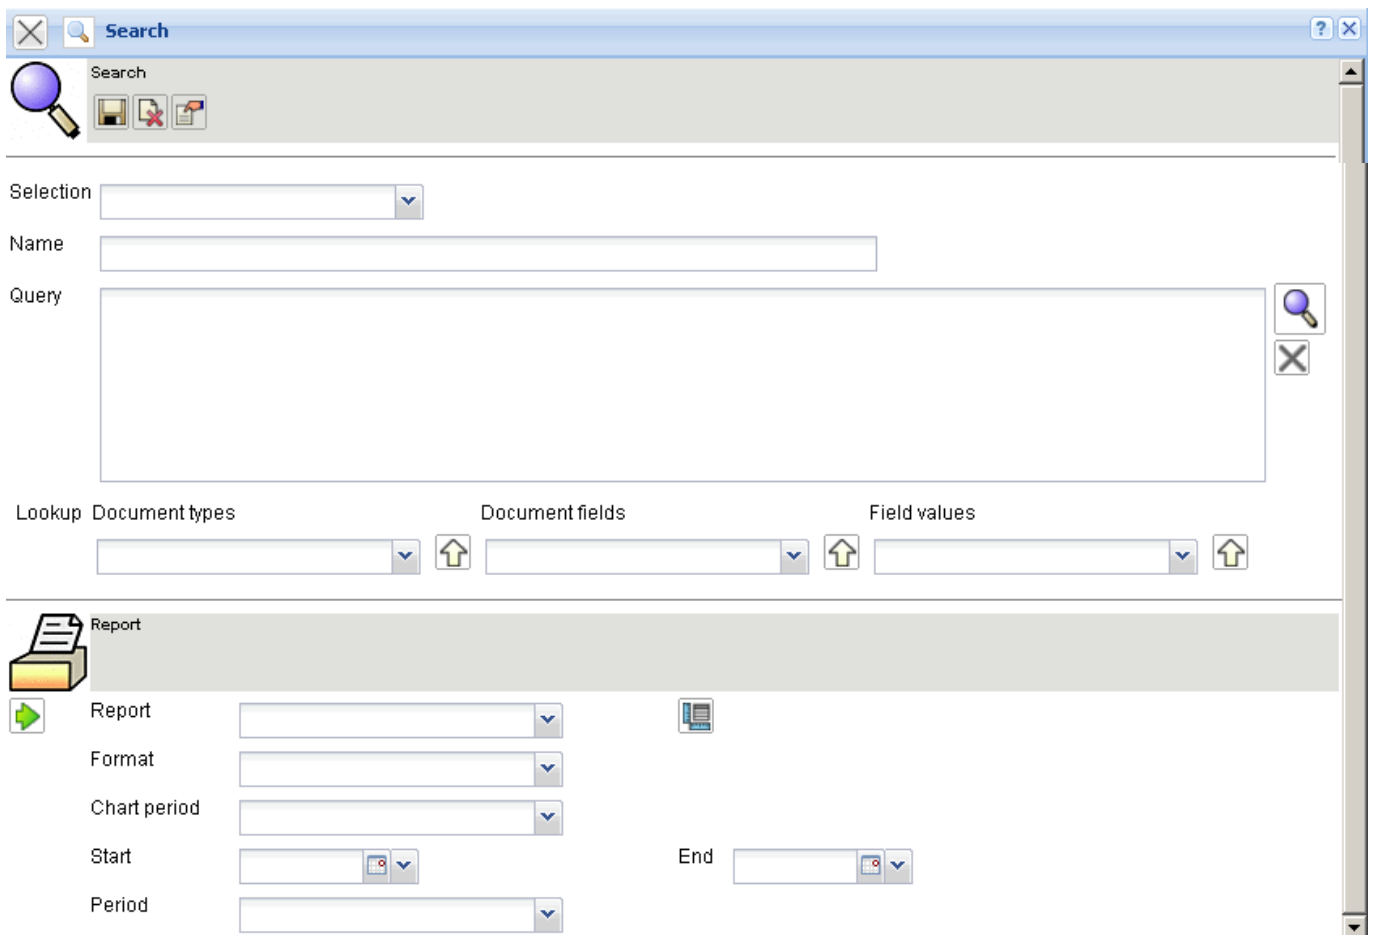 Search
?
Search
Selection
Name
Query
Lookup Document types Document fields Field values
Report
Report
Format
Chart period
Start End
Period